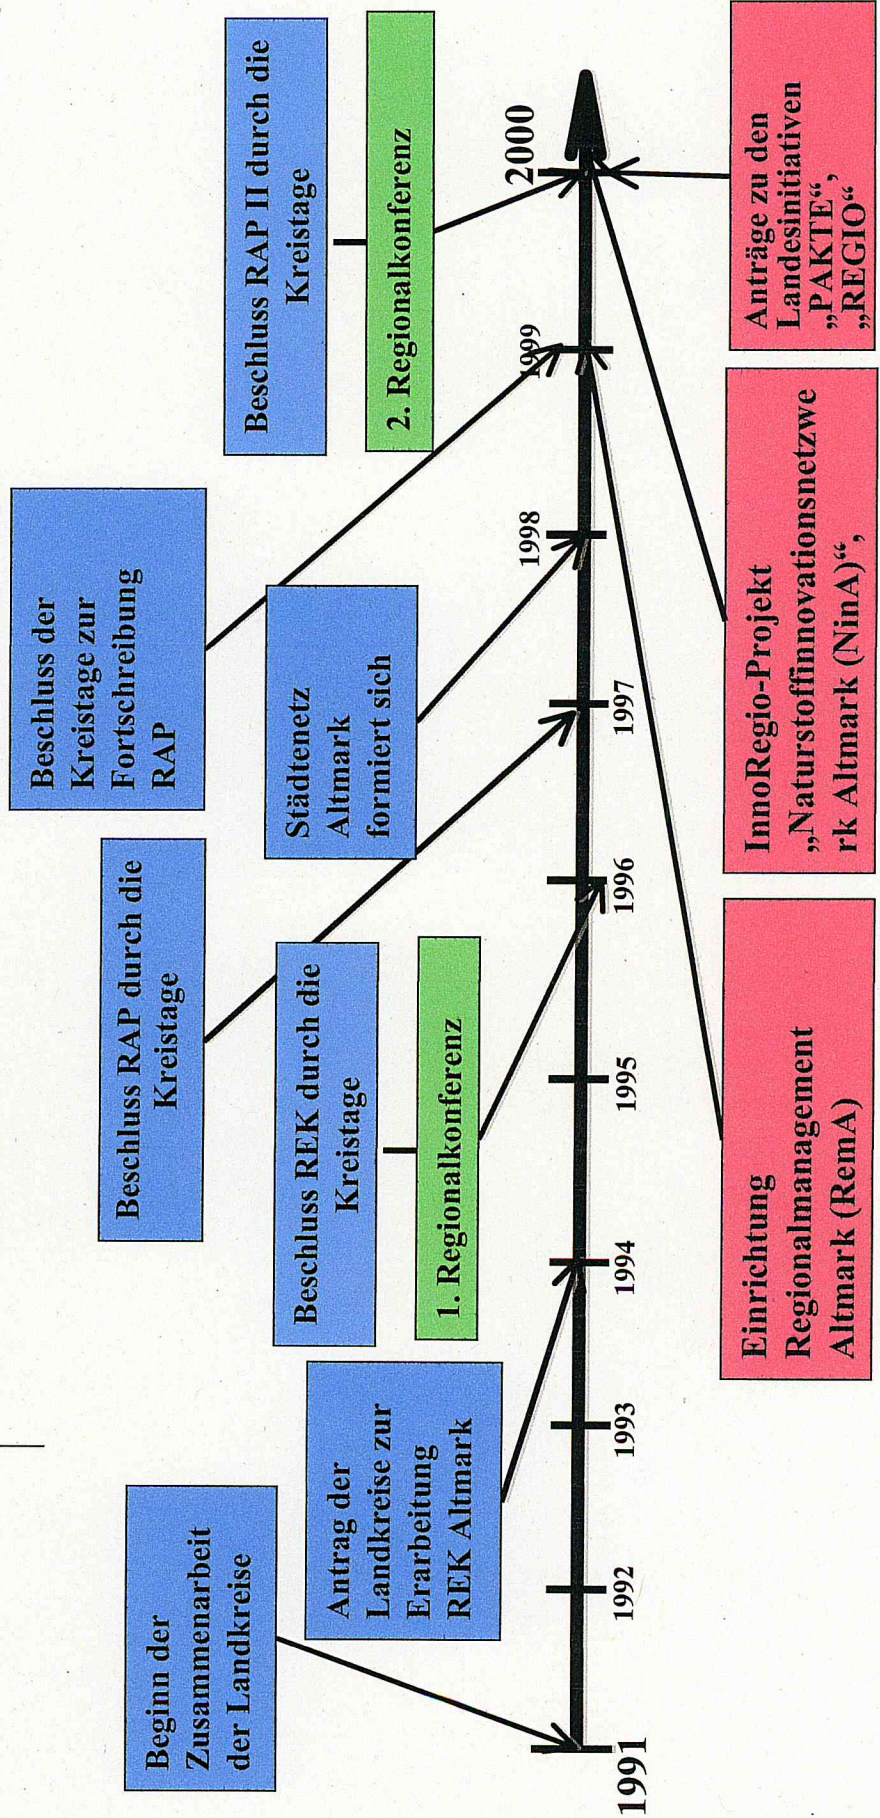 Beginn der
Zusammenarbeit
der Landkreise
Antrag der
Landkreise zur
Erarbeitung
REK Altmark
Beschluss REK durch die
Kreistage
1. Regionalkonferenz
Beschluss RAP durch die
Kreistage
Städtenetz
Altmark
formiert sich
Beschluss der
Kreistage zur
Fortschreibung
RAP
Beschluss RAP II durch die
Kreistage
2. Regionalkonferenz
1991
1992
1993
1994
1995
1996
1997
1998
1999
2000
Einrichtung
Regionalmanagement
Altmark (RemA)
InnoRegio-Projekt
„Naturstoffinnovationsnetzwe
rk Altmark (NinA)“,
Anträge zu den
Landesinitiativen
„PAKTE“,
„REGIO“